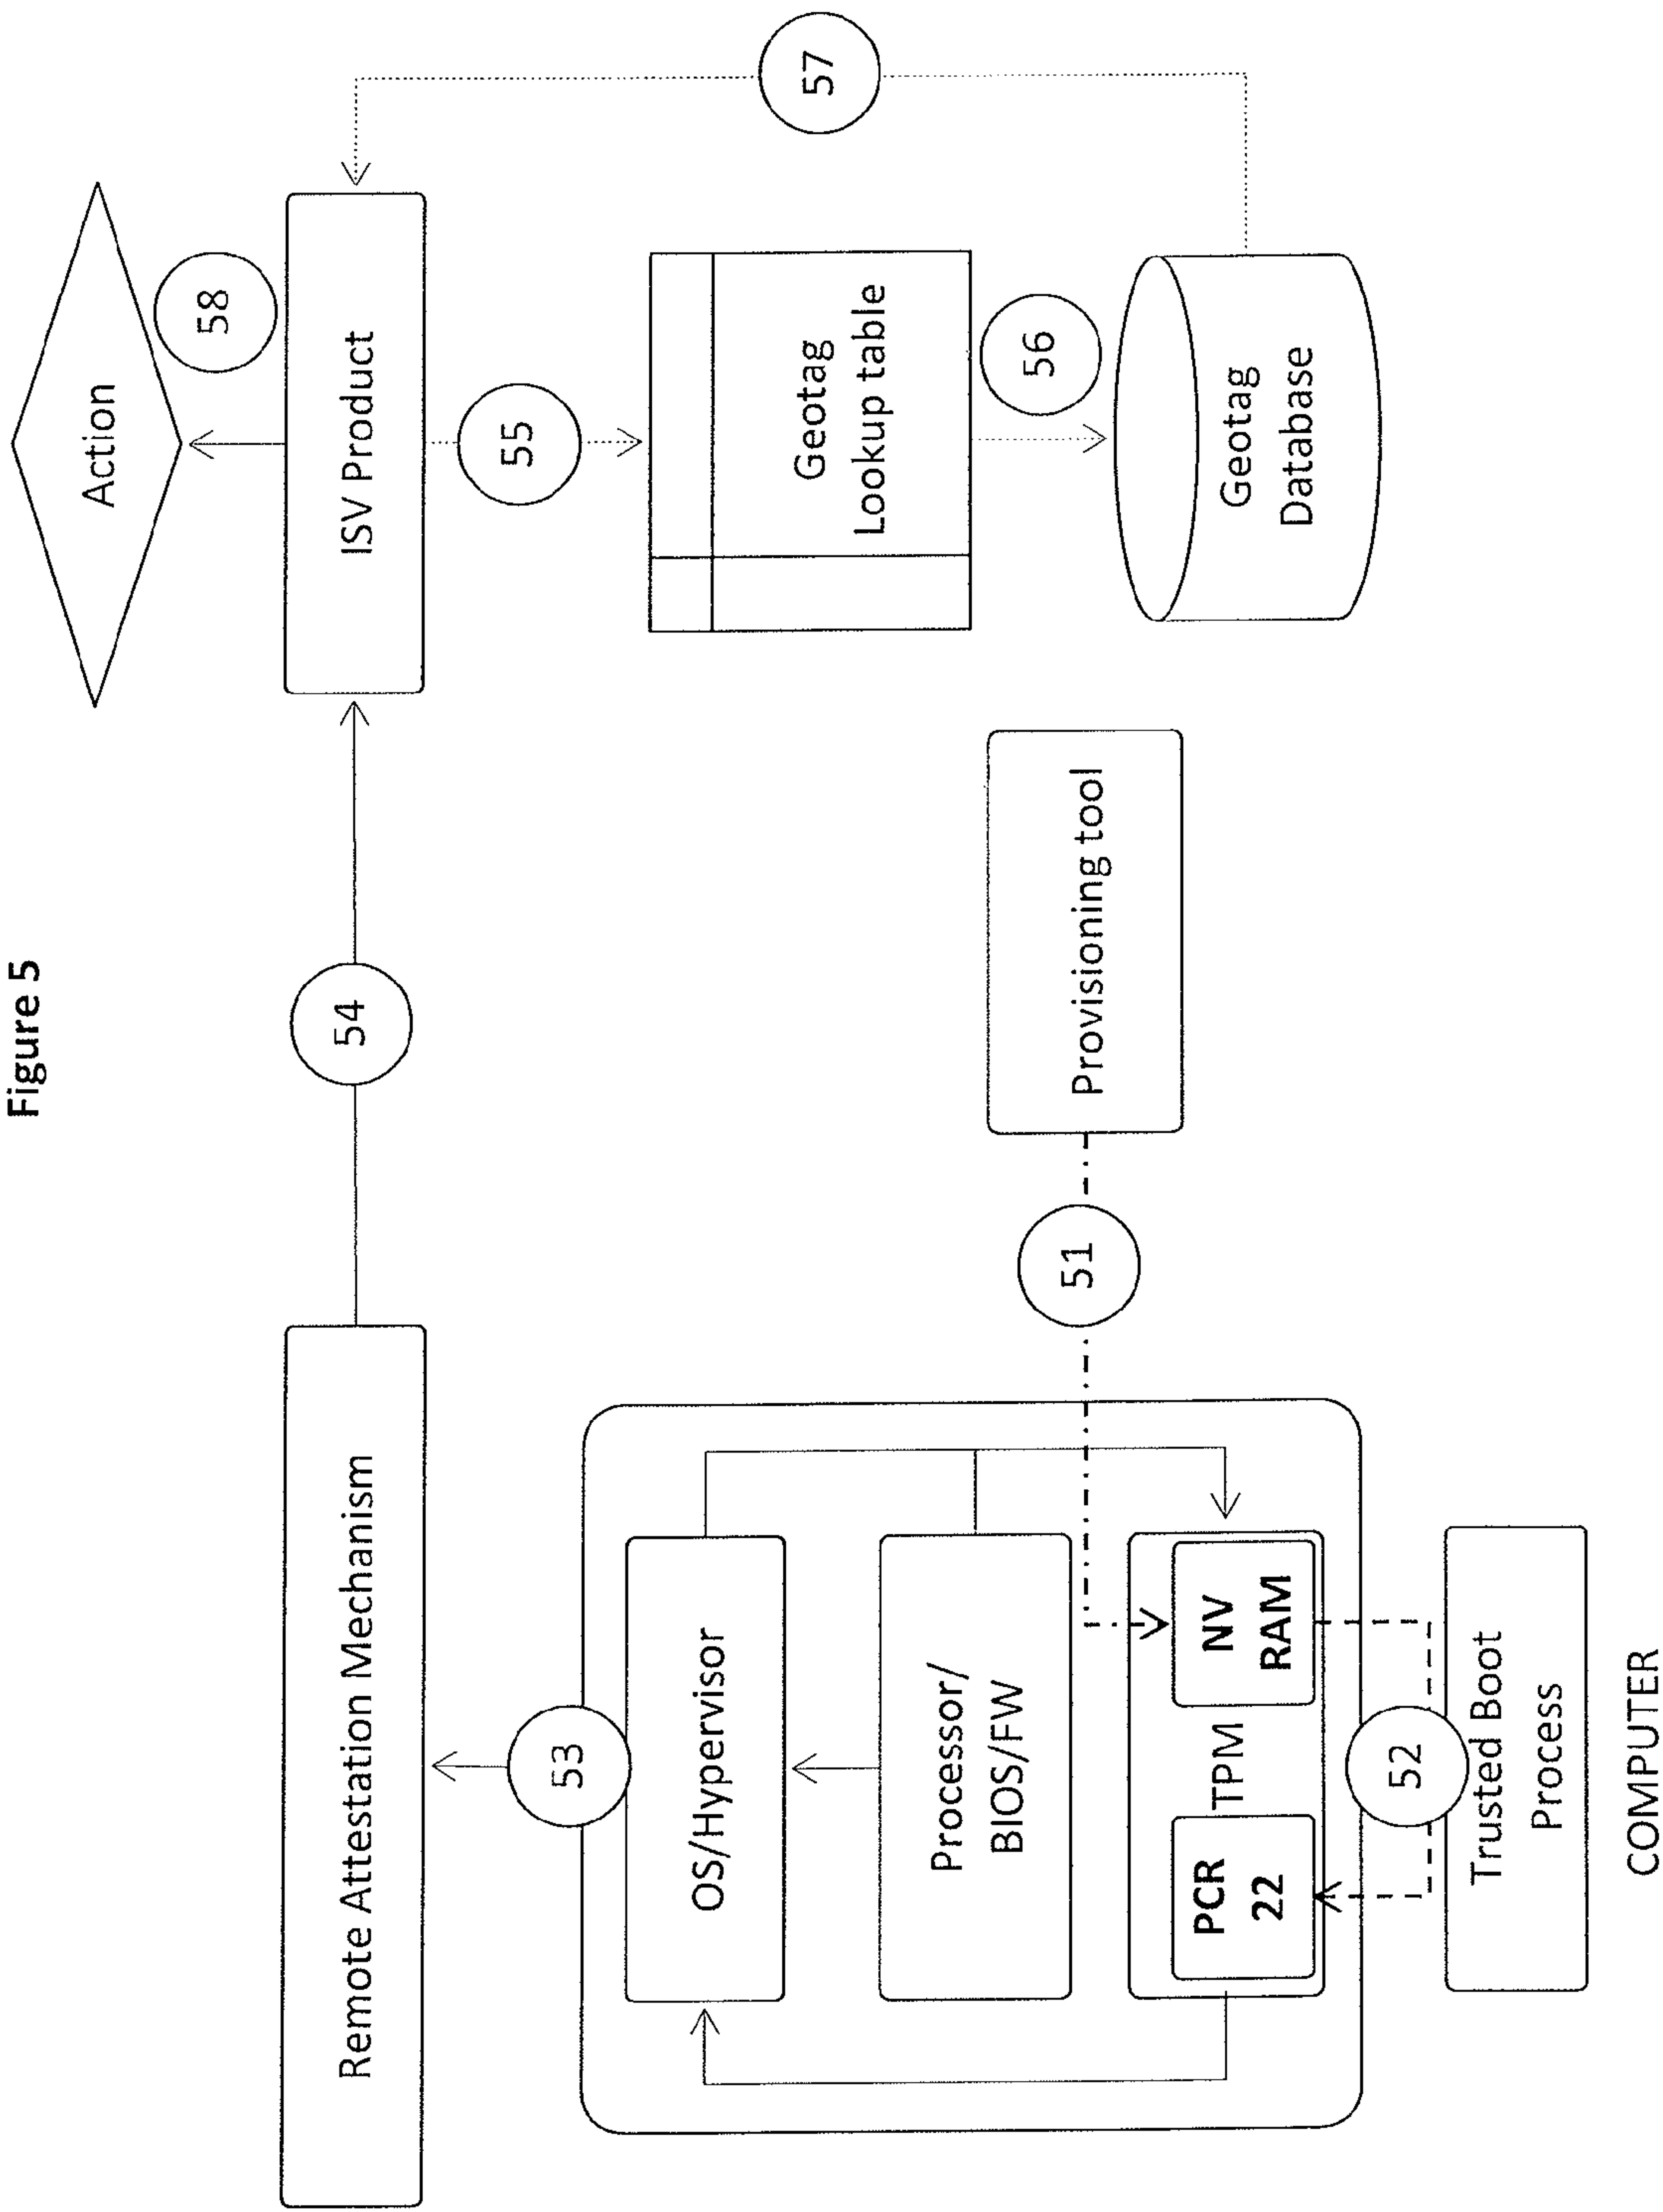 Figure 5
Remote Attestation Mechanism
54
ISV Product
58
Action
53
OS/Hypervisor
Processor/
BIOS/FW
PCR
22
TPM
NV
RAM
52
Trusted Boot
Process
COMPUTER
51
Provisioning tool
55
Geotag
Lookup table
56
Geotag
Database
57